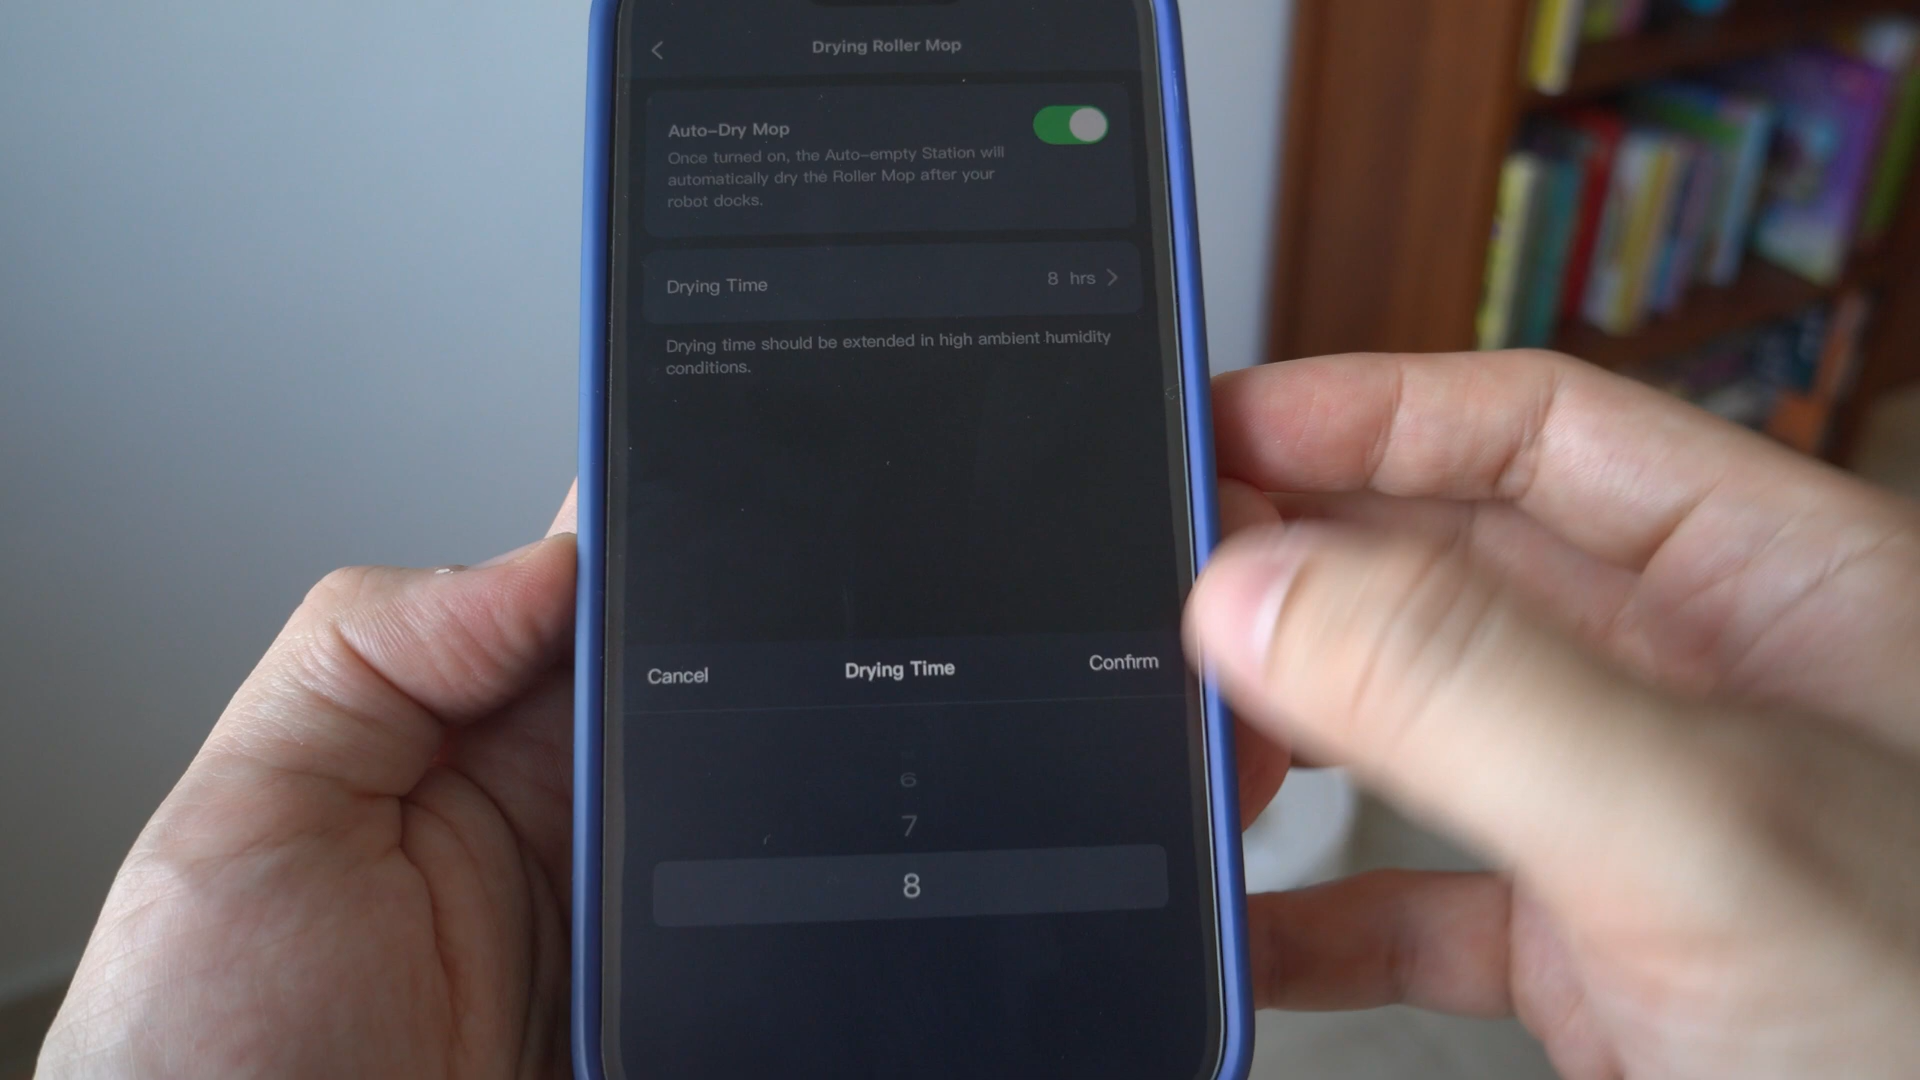 Drying Roller Mop
Auto-Dry Mop
Once turned on, the Auto-empty Station will
automatically dry the Roller Mop after your
robot docks.
Drying Time
8 hrs
Drying time should be extended in high ambient humidity
conditions.
Cancel
Drying Time
Confirm
6
7
8